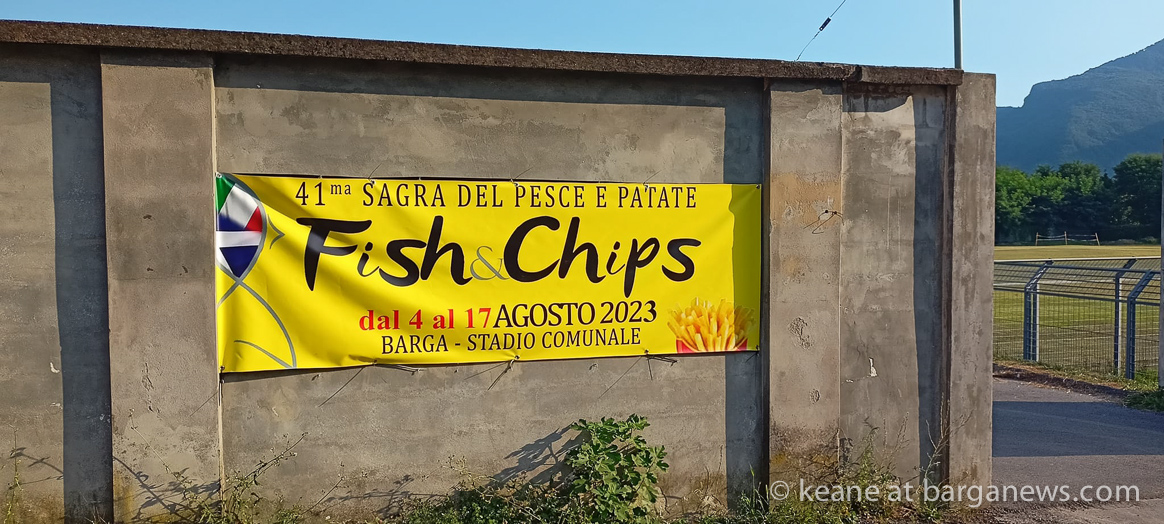 41ma SAGRA DEL PESCE E PATATE
Fish&Chips
dal 4 al 17 AGOSTO 2023
BARGA - STADIO COMUNALE
© keane at barganews.com